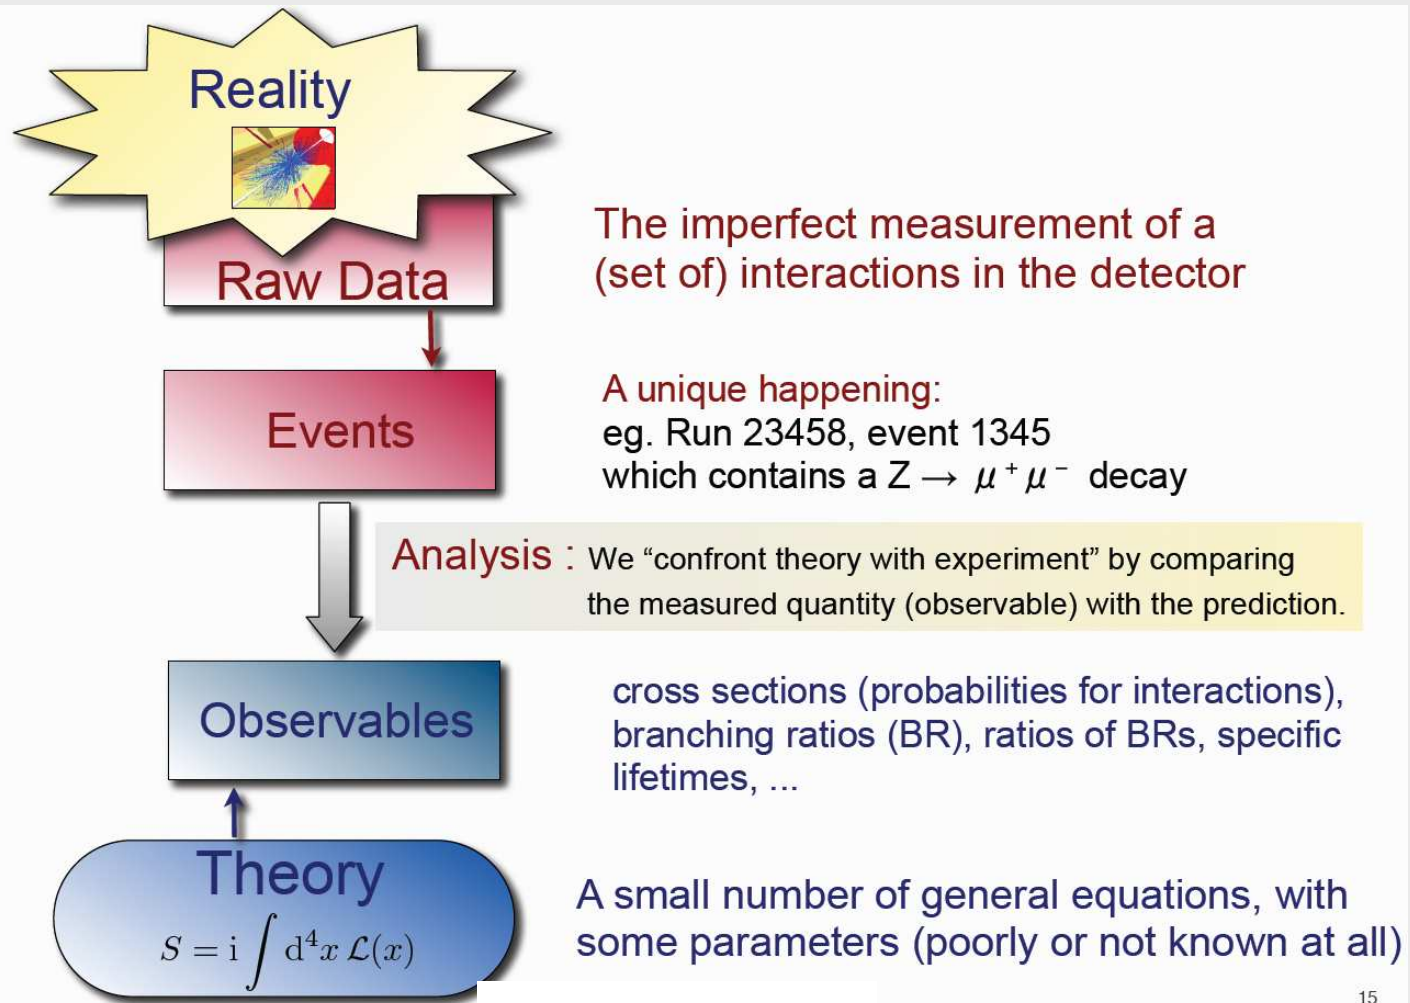 Reality
Raw Data
The imperfect measurement of a
(set of) interactions in the detector
Events
A unique happening:
eg. Run 23458, event 1345
which contains a Z → μ⁺μ⁻ decay
Analysis : We “confront theory with experiment” by comparing
the measured quantity (observable) with the prediction.
Observables
cross sections (probabilities for interactions),
branching ratios (BR), ratios of BRs, specific
lifetimes, ...
Theory
S = i ∫ d⁴x ℒ(x)
A small number of general equations, with
some parameters (poorly or not known at all)
15